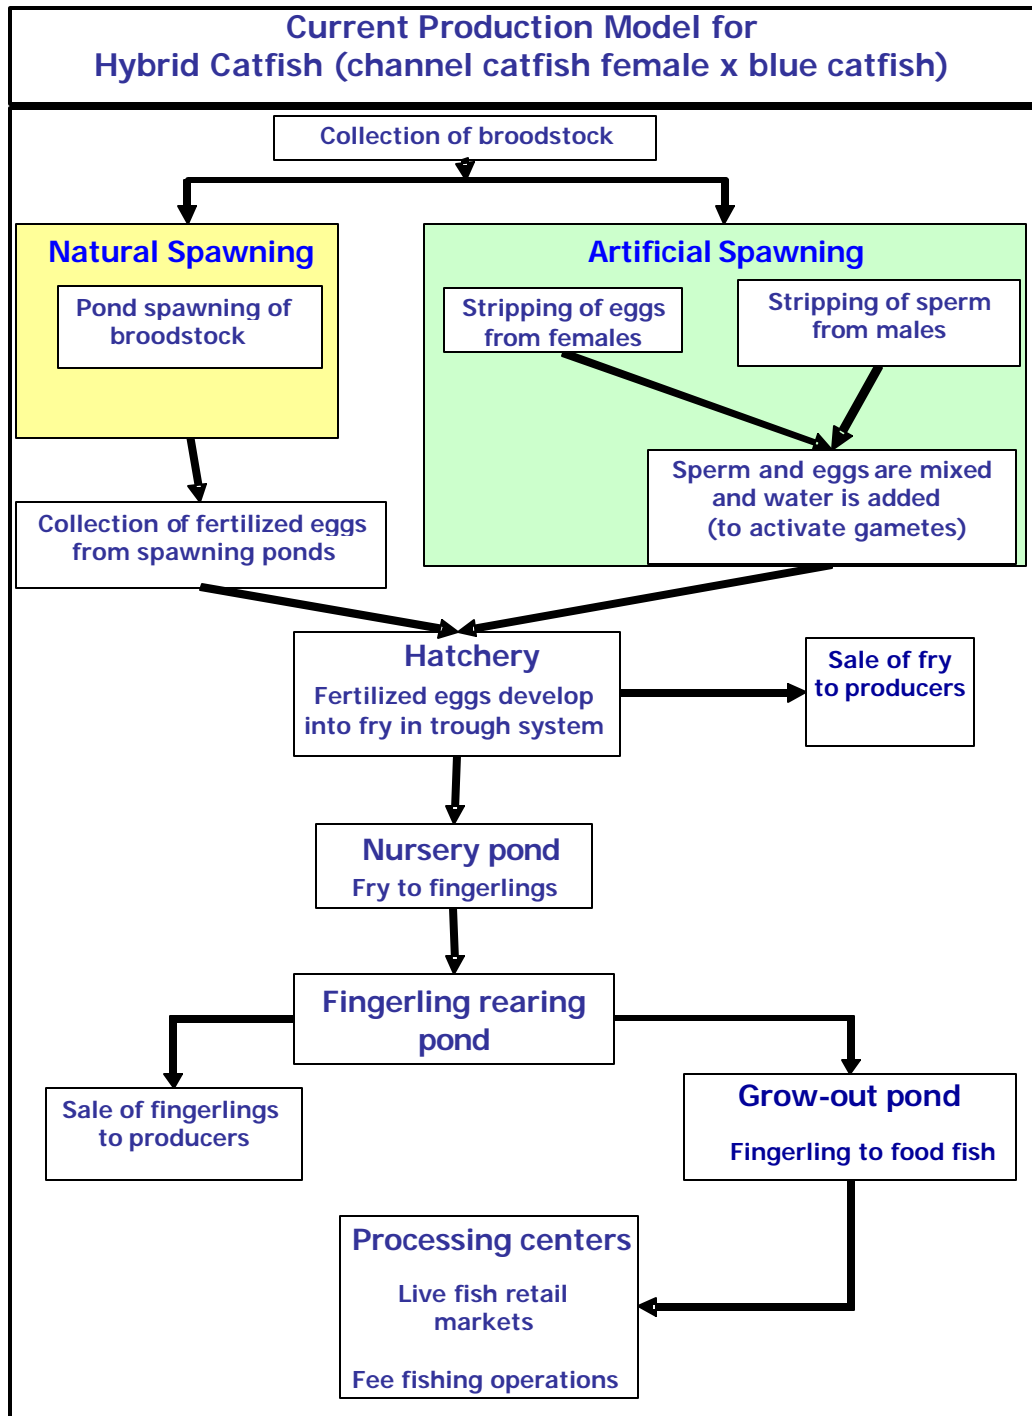 Current Production Model for
Hybrid Catfish (channel catfish female x blue catfish)
Collection of broodstock
Natural Spawning
Pond spawning of
broodstock
Artificial Spawning
Stripping of eggs
from females
Stripping of sperm
from males
Sperm and eggs are mixed
and water is added
(to activate gametes)
Collection of fertilized eggs
from spawning ponds
Hatchery
Fertilized eggs develop
into fry in trough system
Sale of fry
to producers
Nursery pond
Fry to fingerlings
Fingerling rearing
pond
Sale of fingerlings
to producers
Grow-out pond
Fingerling to food fish
Processing centers
Live fish retail
markets
Fee fishing operations